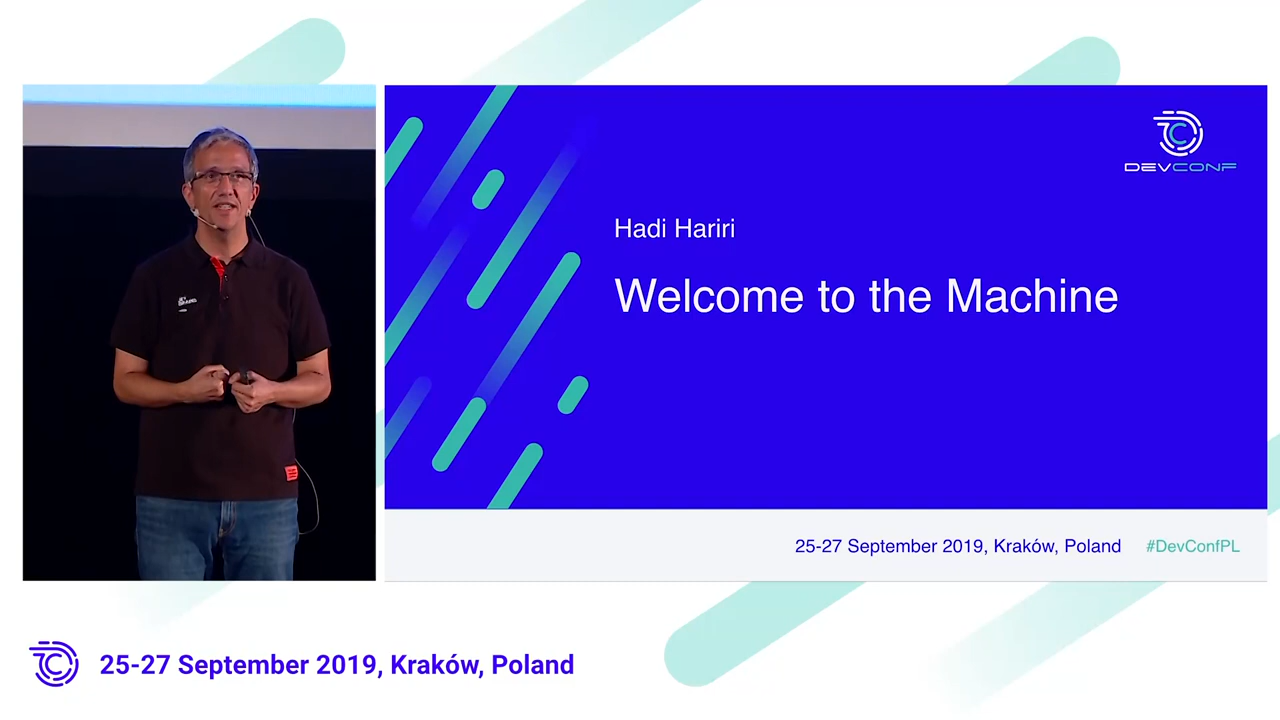 DEVCONF
Hadi Hariri
Welcome to the Machine
25-27 September 2019, Kraków, Poland #DevConfPL
25-27 September 2019, Kraków, Poland